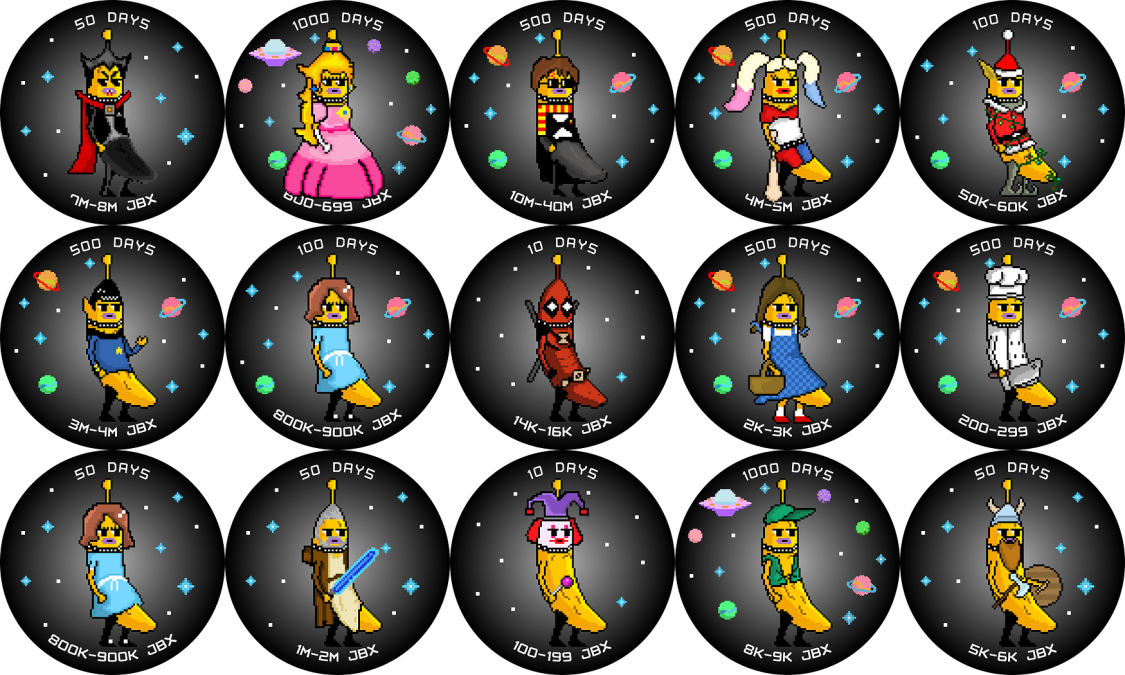 50 DAYS
7M-8M JBX
1000 DAYS
600-699 JBX
500 DAYS
10M-40M JBX
500 DAYS
4M-5M JBX
100 DAYS
50K-60K JBX
500 DAYS
3M-4M JBX
100 DAYS
800K-900K JBX
10 DAYS
14K-16K JBX
500 DAYS
2K-3K JBX
500 DAYS
200-299 JBX
50 DAYS
800K-900K JBX
50 DAYS
1M-2M JBX
10 DAYS
100-199 JBX
1000 DAYS
8K-9K JBX
50 DAYS
5K-6K JBX